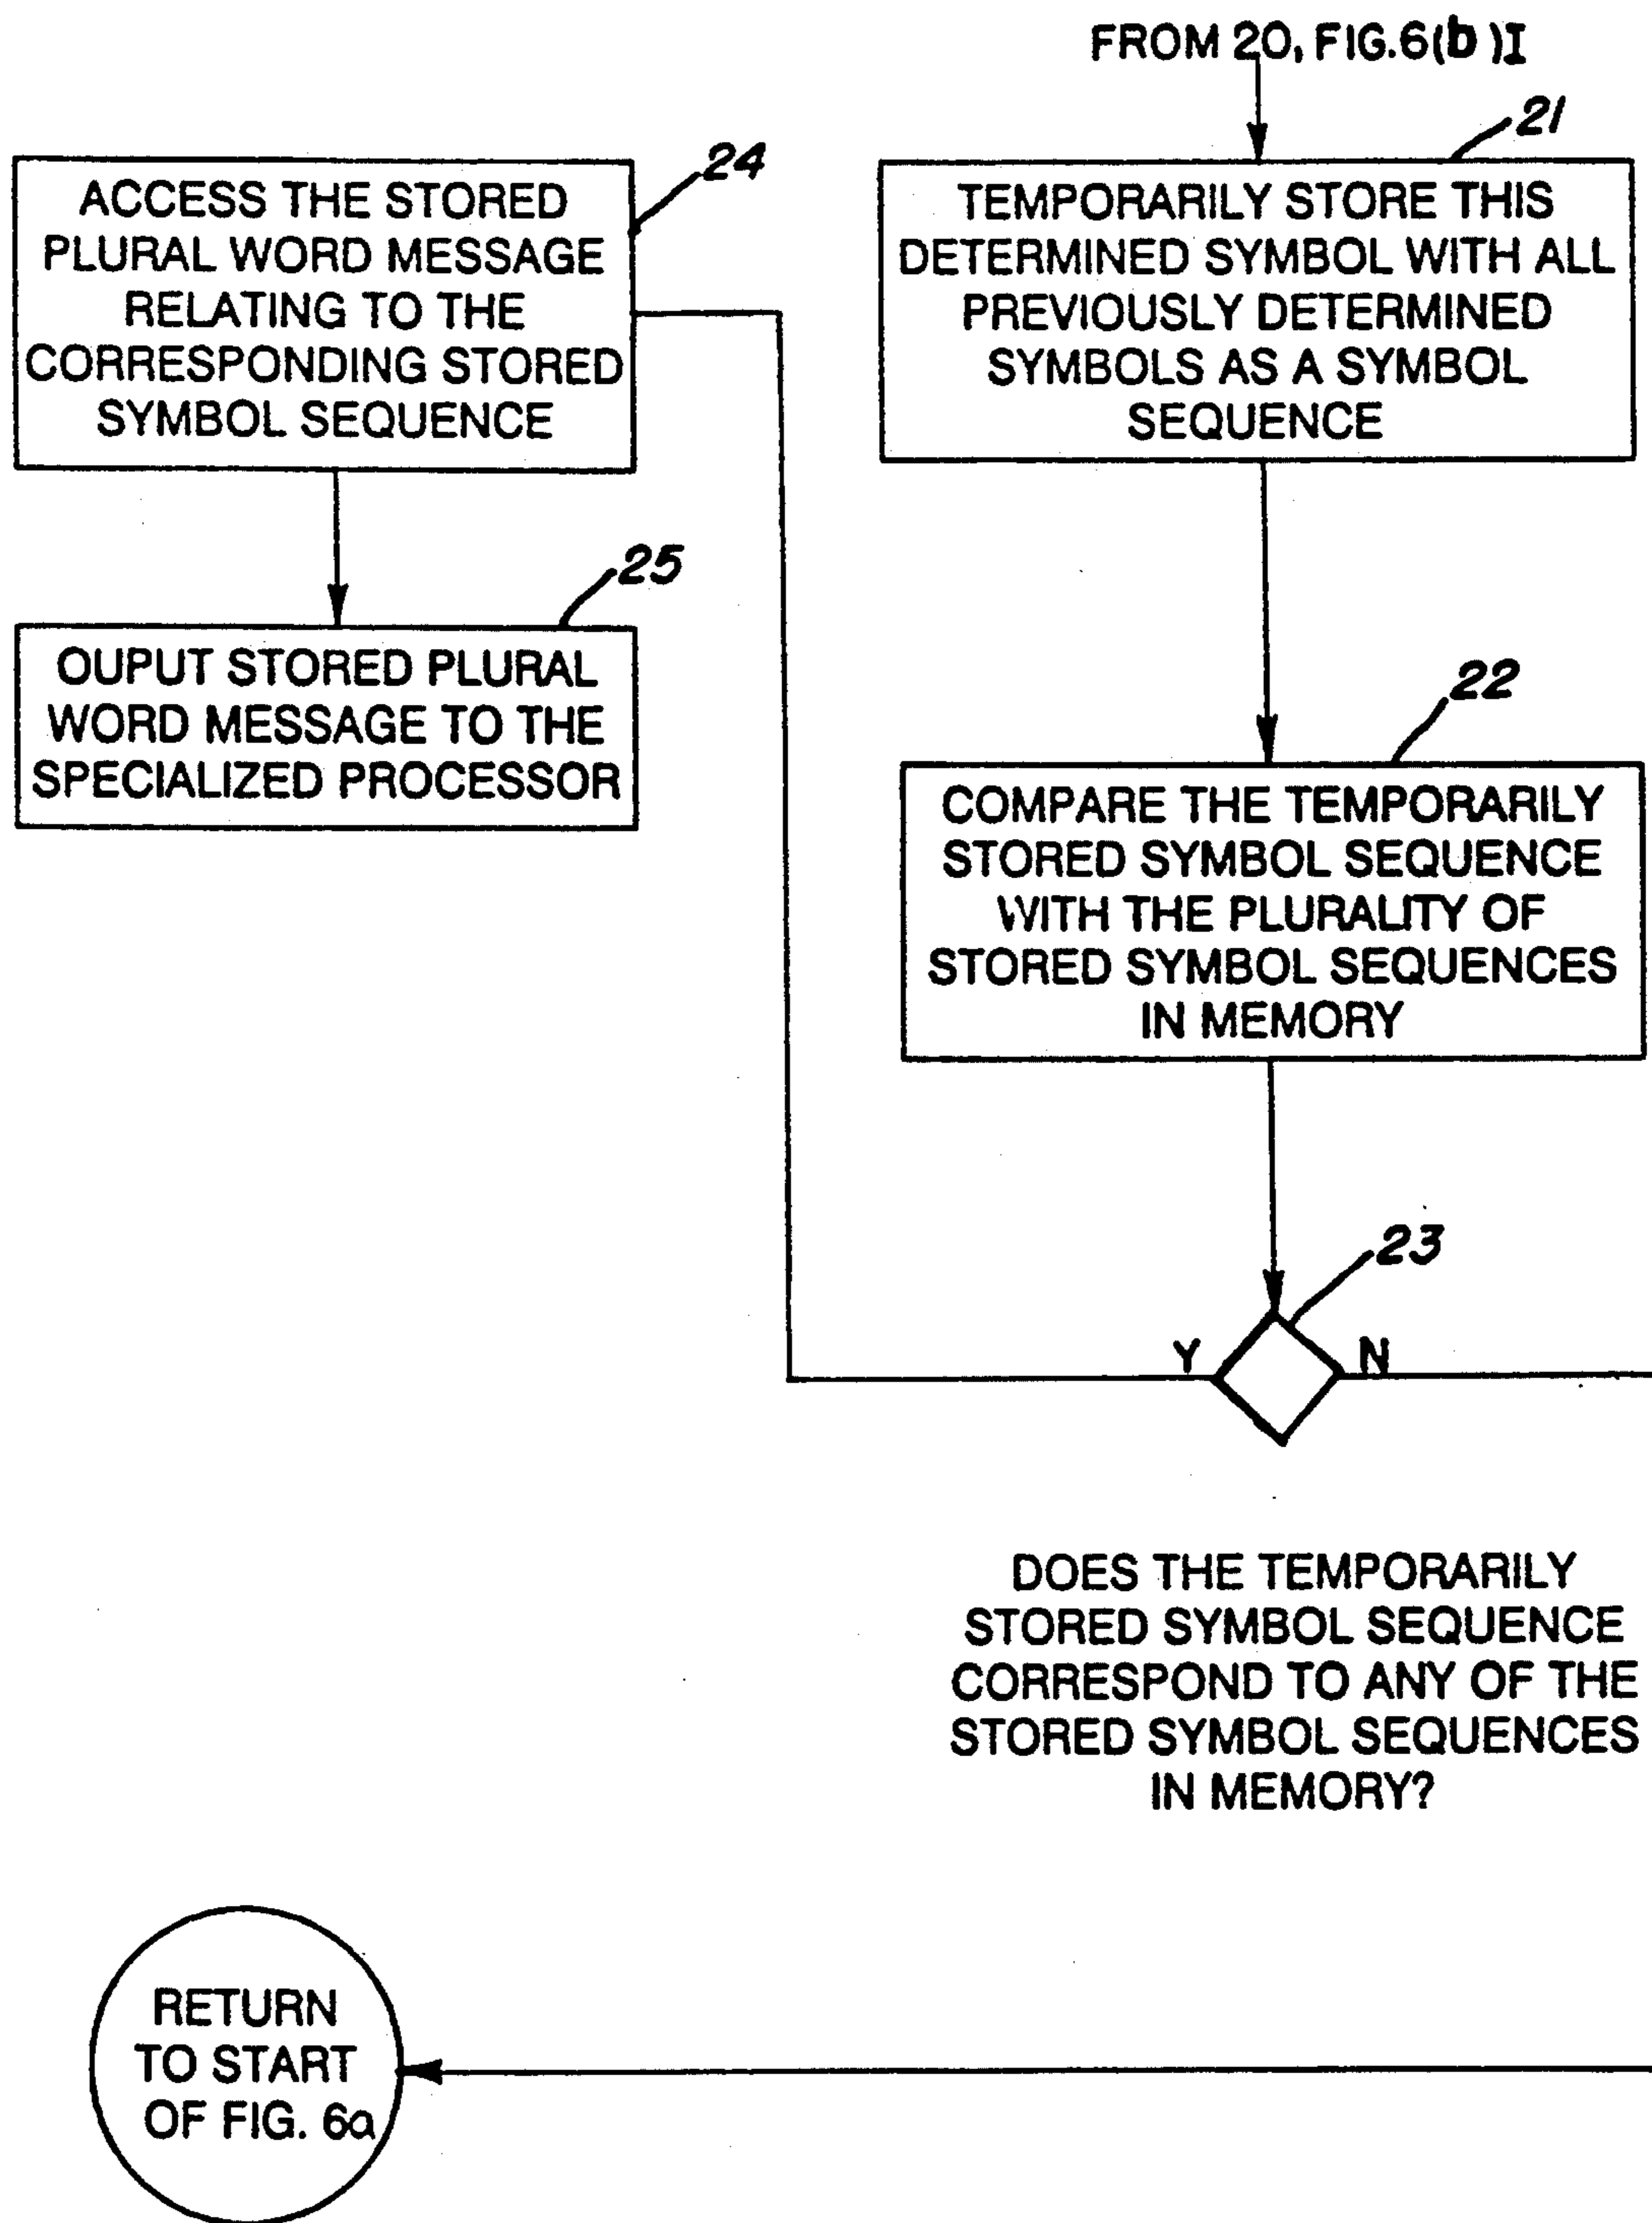 FROM 20, FIG.6(b)I
21
TEMPORARILY STORE THIS
DETERMINED SYMBOL WITH ALL
PREVIOUSLY DETERMINED
SYMBOLS AS A SYMBOL
SEQUENCE
24
ACCESS THE STORED
PLURAL WORD MESSAGE
RELATING TO THE
CORRESPONDING STORED
SYMBOL SEQUENCE
25
OUPUT STORED PLURAL
WORD MESSAGE TO THE
SPECIALIZED PROCESSOR
22
COMPARE THE TEMPORARILY
STORED SYMBOL SEQUENCE
WITH THE PLURALITY OF
STORED SYMBOL SEQUENCES
IN MEMORY
23
Y
N
DOES THE TEMPORARILY
STORED SYMBOL SEQUENCE
CORRESPOND TO ANY OF THE
STORED SYMBOL SEQUENCES
IN MEMORY?
RETURN
TO START
OF FIG. 6a